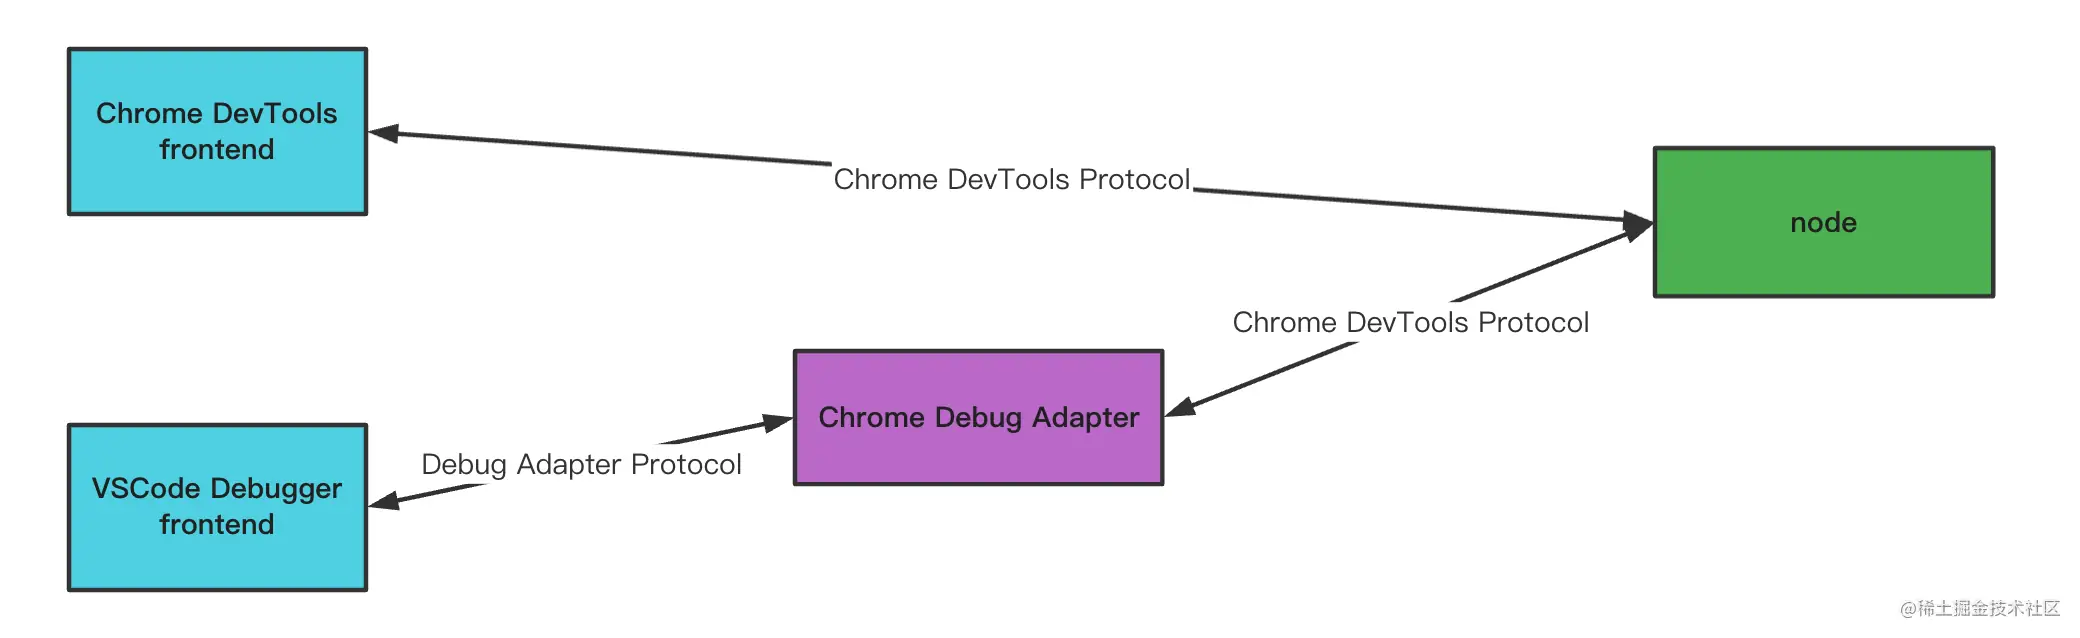 Chrome DevTools
frontend
Chrome DevTools Protocol
node
Chrome DevTools Protocol
Chrome Debug Adapter
Debug Adapter Protocol
VSCode Debugger
frontend
@稀土掘金技术社区